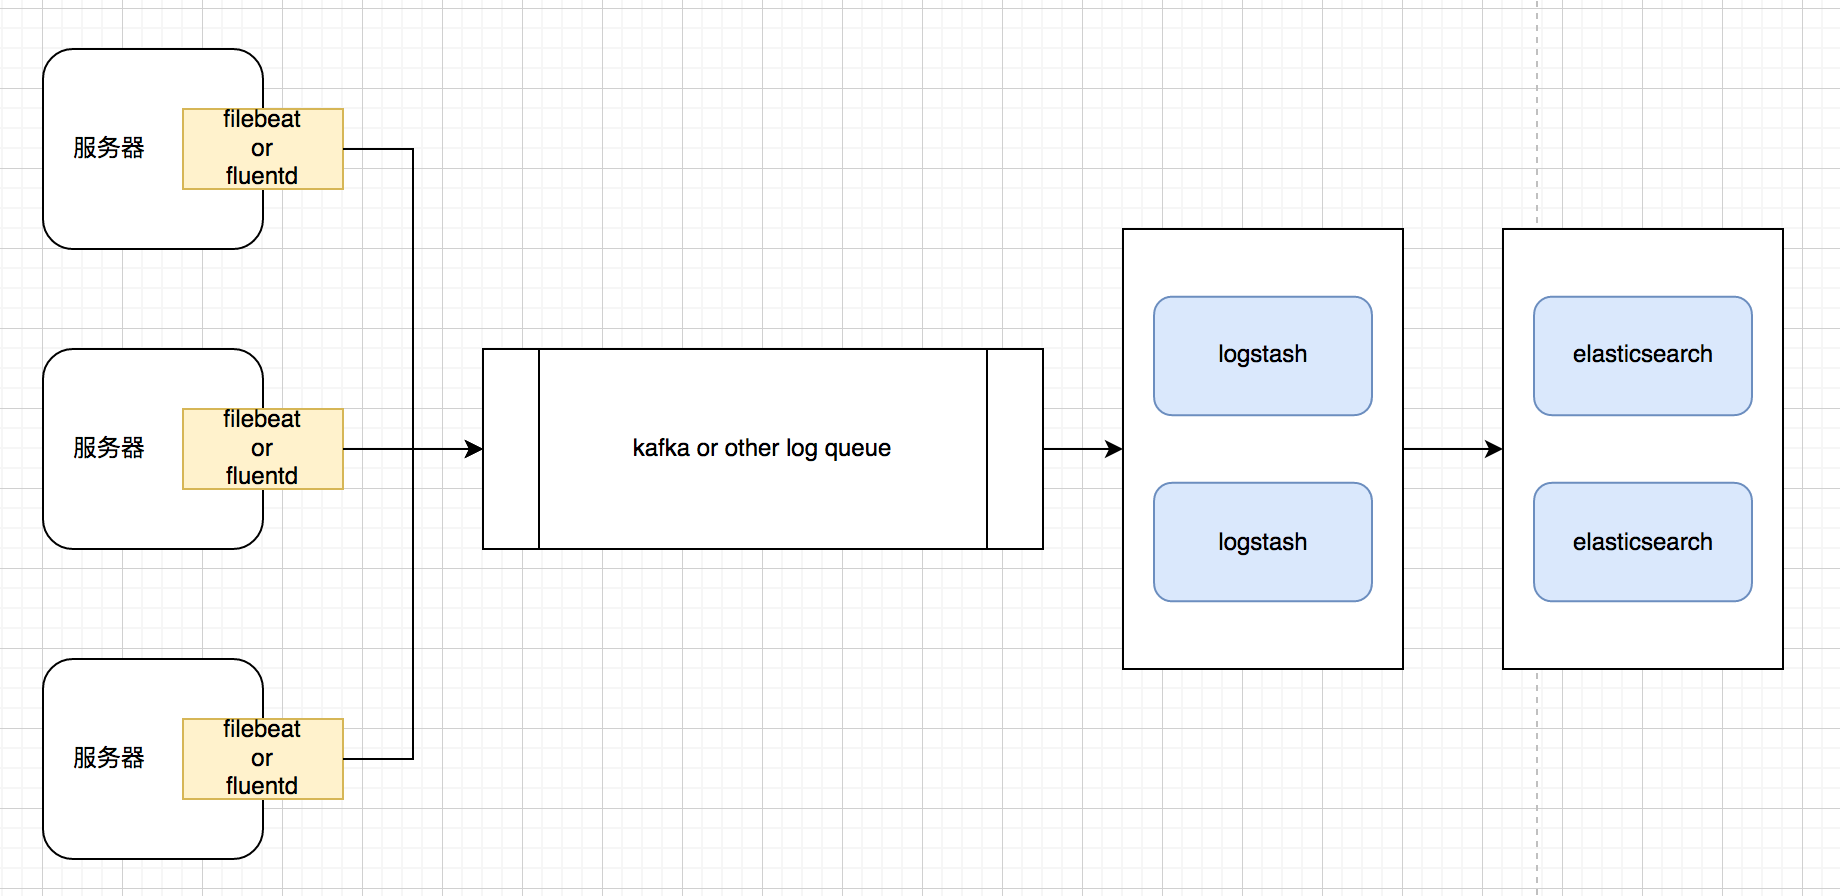 服务器
filebeat
or
fluentd
服务器
filebeat
or
fluentd
服务器
filebeat
or
fluentd
kafka or other log queue
logstash
logstash
elasticsearch
elasticsearch